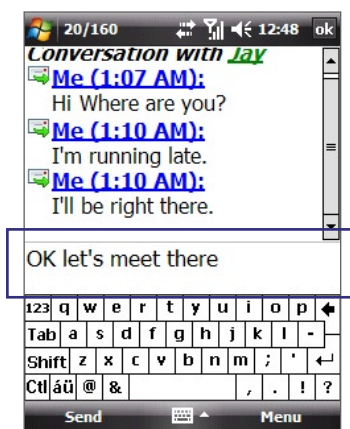 20/160 12:48 ok
Conversation with Jay
Me (1:07 AM):
Hi Where are you?
Me (1:10 AM):
I'm running late.
Me (1:10 AM):
I'll be right there.
OK let's meet there
123 q w e r t y u i o p
Tab a s d f g h j k l -
Shift z x c v b n m ; '
Ctl áü @ & , . ! ?
Send Menu